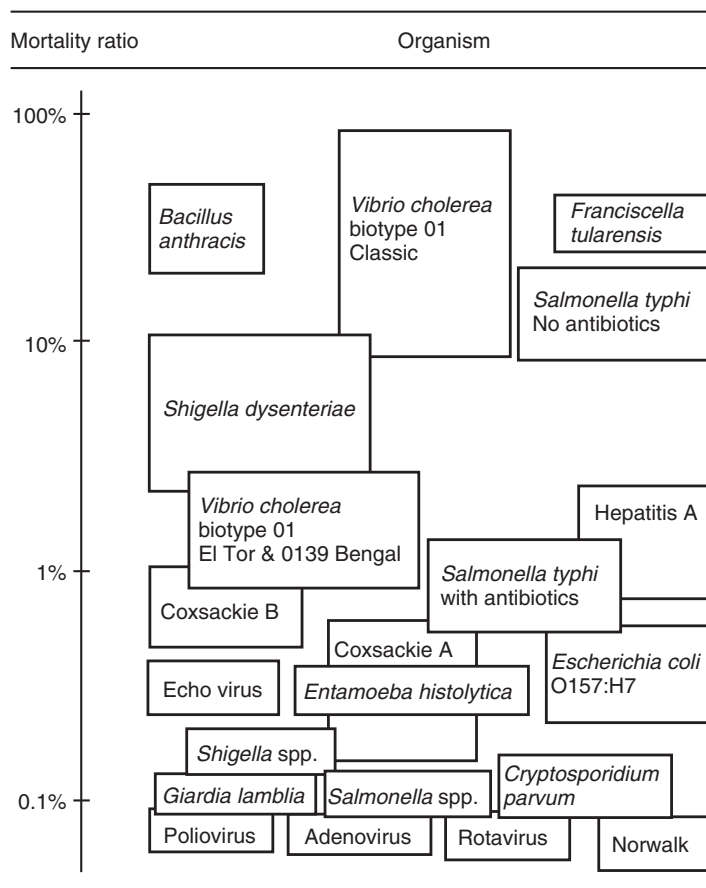 Mortality ratio Organism
100%
Vibrio cholerea
biotype 01
Classic
Bacillus
anthracis
Franciscella
tularensis
Salmonella typhi
No antibiotics
10%
Shigella dysenteriae
Vibrio cholerea
biotype 01
El Tor & 0139 Bengal
Hepatitis A
1%
Salmonella typhi
with antibiotics
Coxsackie B
Coxsackie A
Escherichia coli
O157:H7
Echo virus
Entamoeba histolytica
Shigella spp.
Cryptosporidium
parvum
Giardia lamblia
Salmonella spp.
0.1%
Poliovirus
Adenovirus
Rotavirus
Norwalk